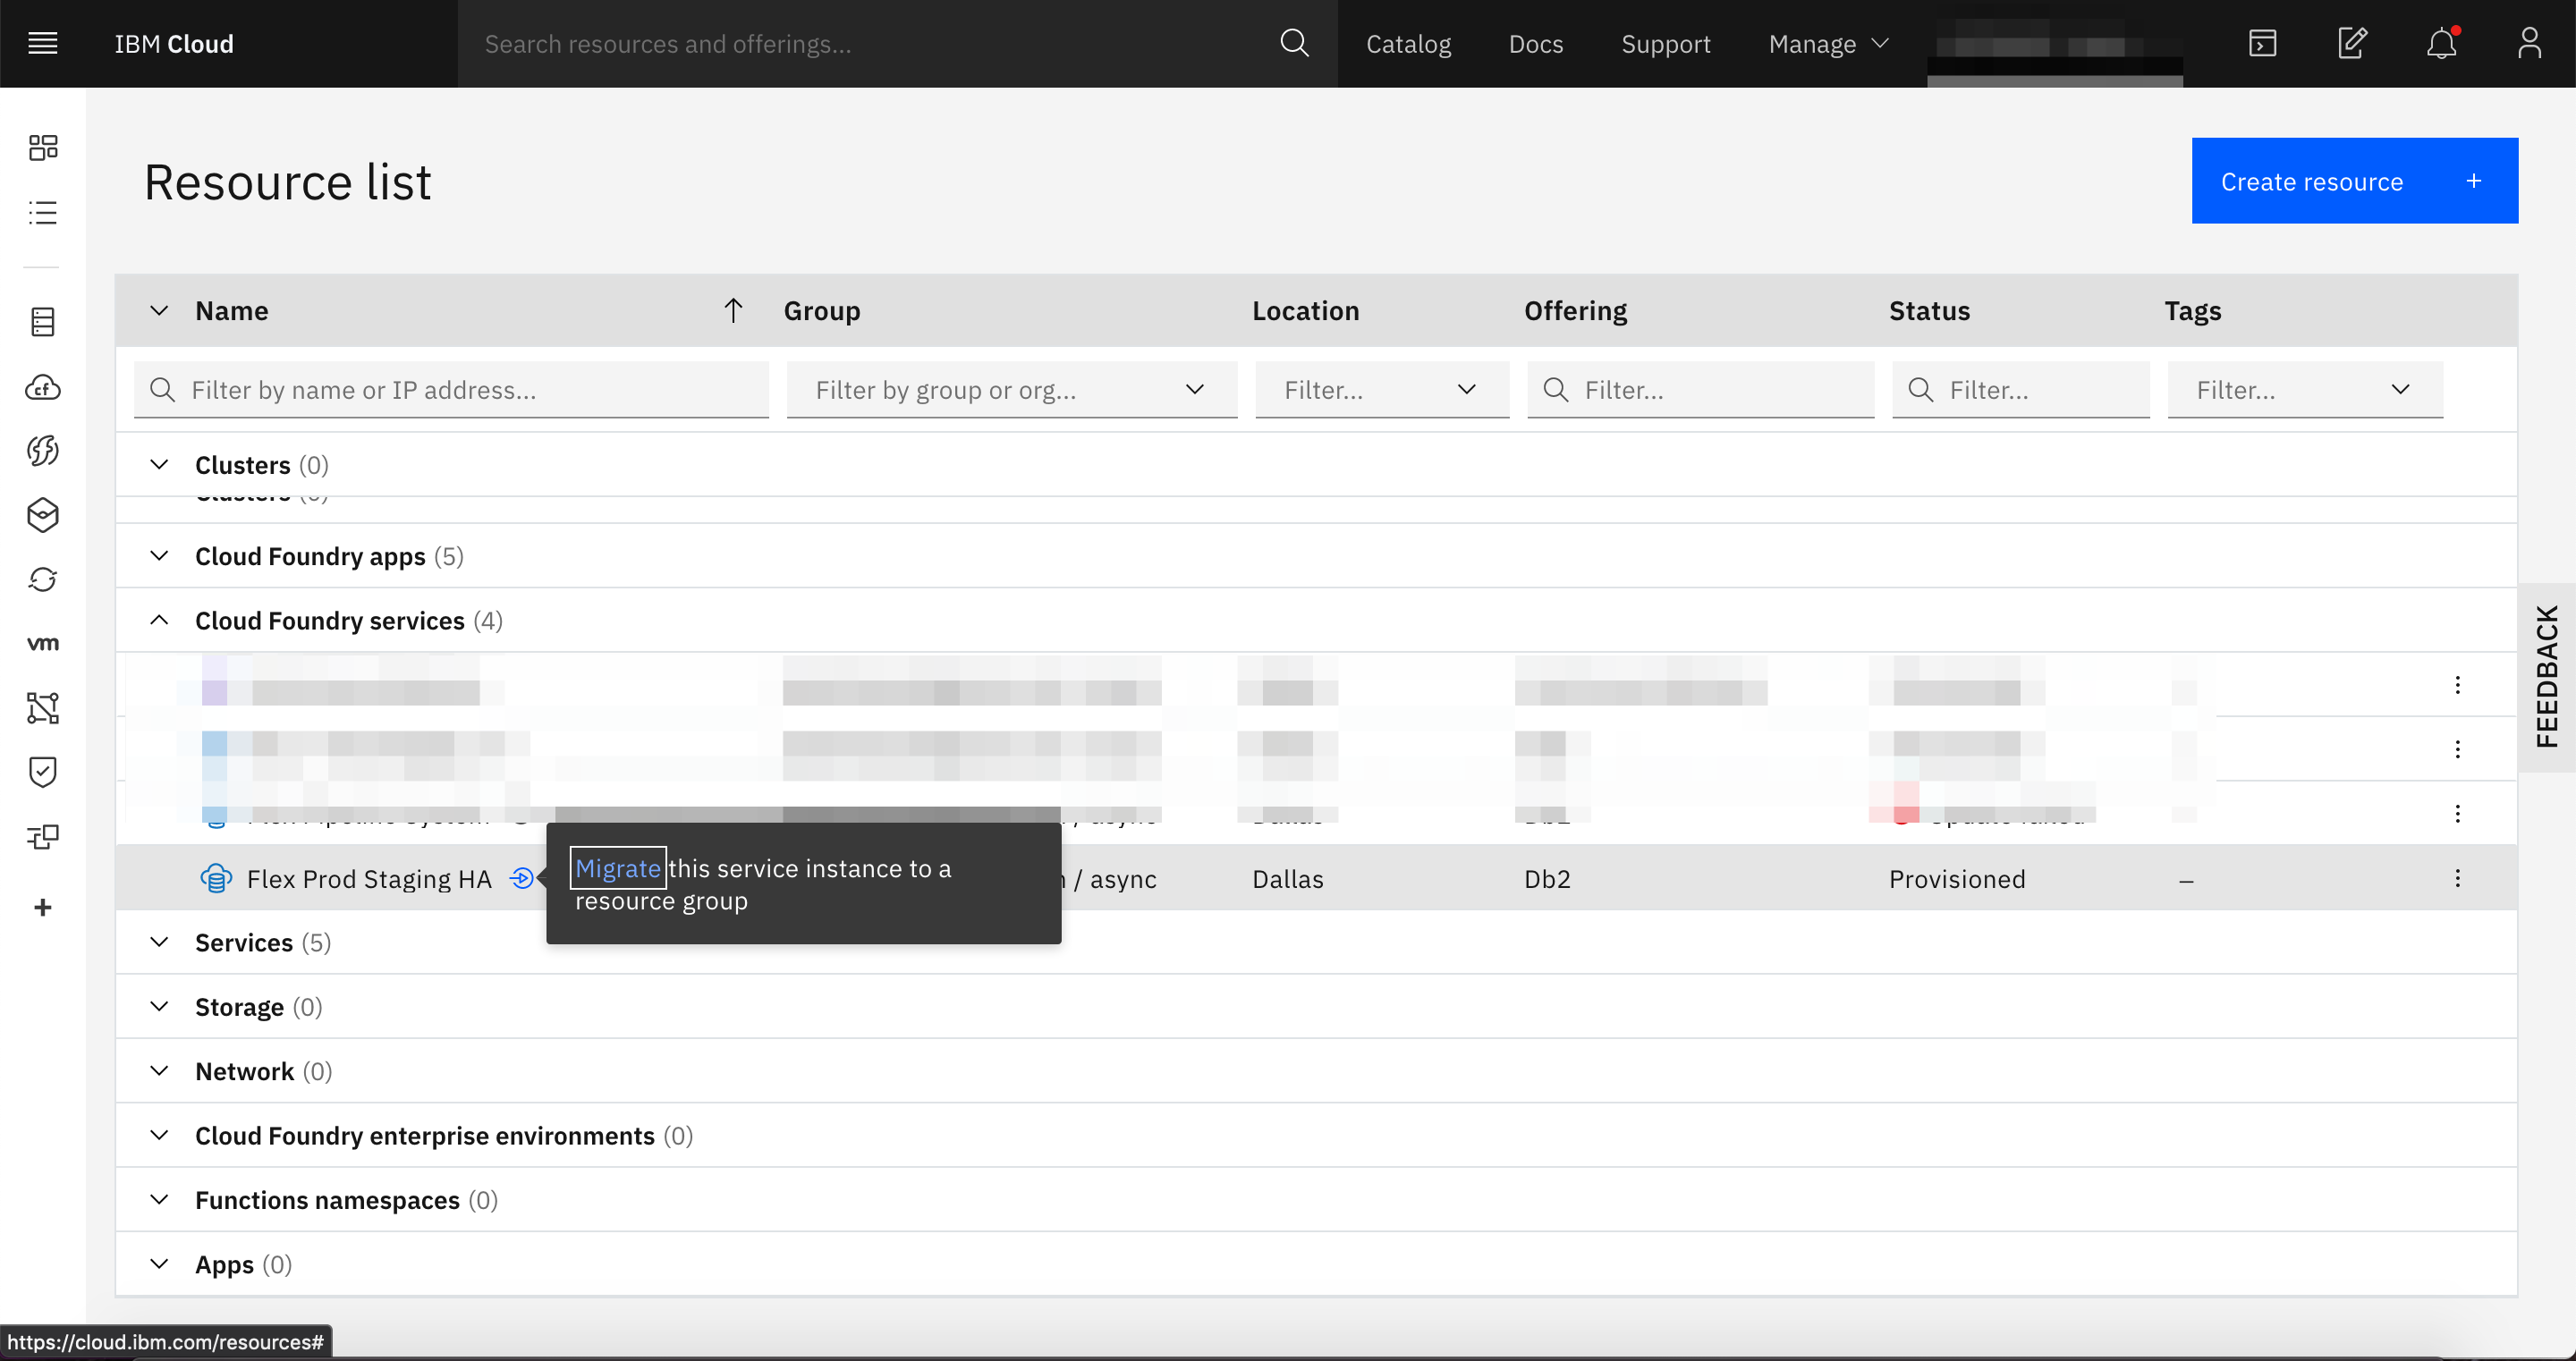 IBM Cloud
Search resources and offerings...
Catalog
Docs
Support
Manage
Resource list
Create resource +
Name Group Location Offering Status Tags
Filter by name or IP address... Filter by group or org... Filter... Filter... Filter... Filter...
Clusters (0)
Clusters (0)
Cloud Foundry apps (5)
Cloud Foundry services (4)
Flex Prod Staging HA / async Dallas Db2 Provisioned –
Migrate this service instance to a
resource group
Services (5)
Storage (0)
Network (0)
Cloud Foundry enterprise environments (0)
Functions namespaces (0)
Apps (0)
cf
vm
FEEDBACK
https://cloud.ibm.com/resources#